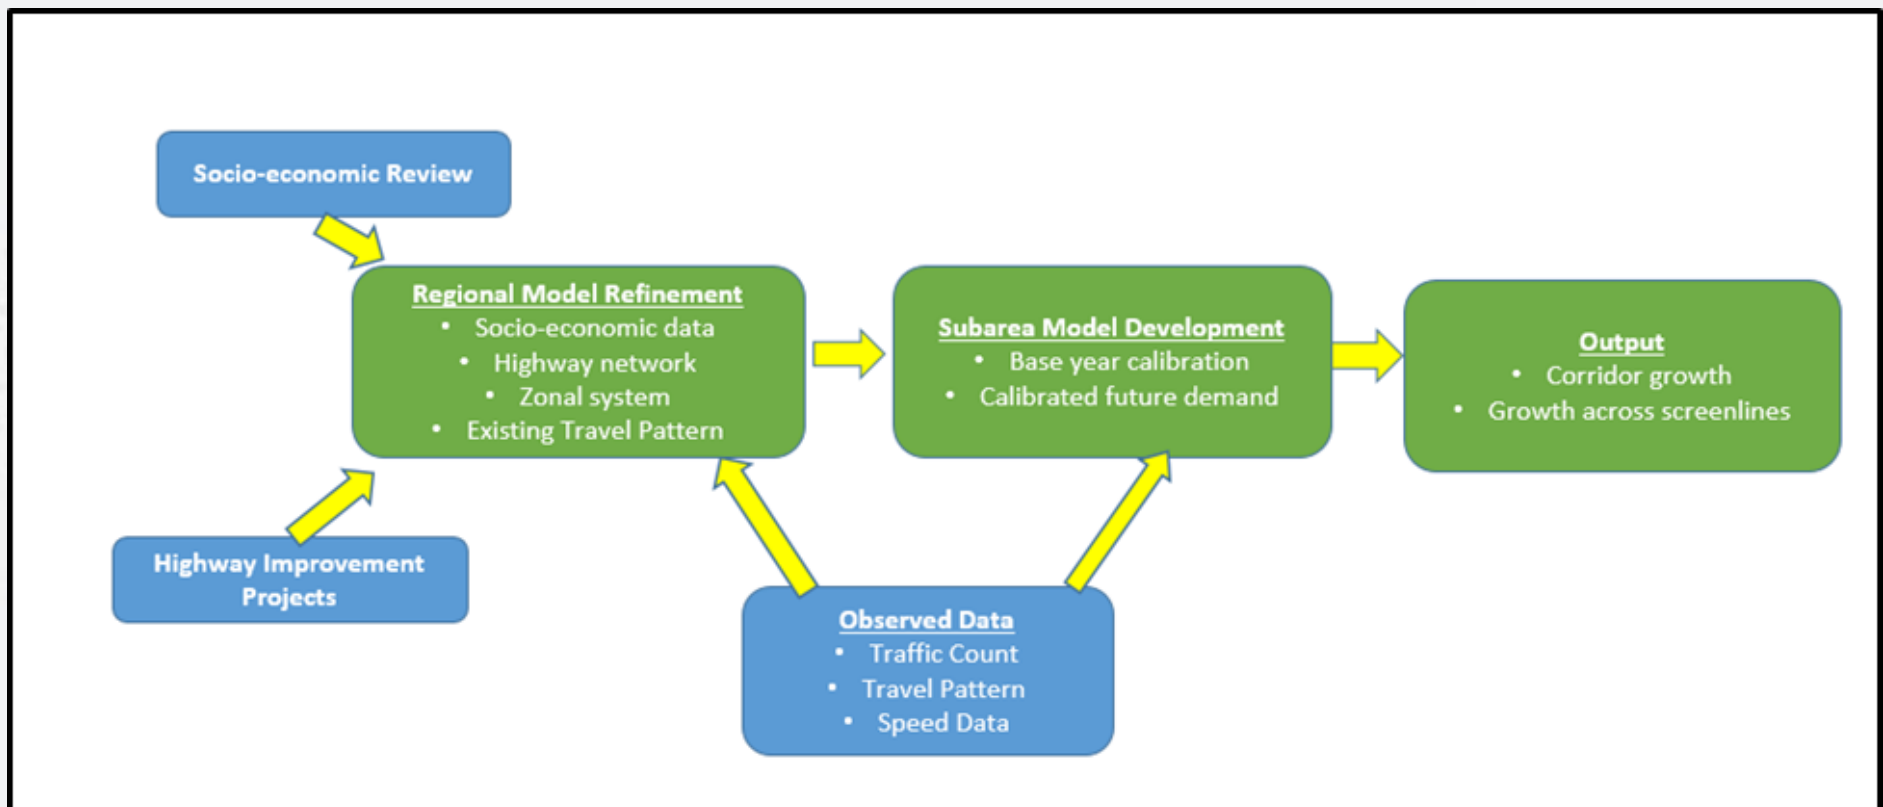 Socio-economic Review
Regional Model Refinement
• Socio-economic data
• Highway network
• Zonal system
• Existing Travel Pattern
Subarea Model Development
• Base year calibration
• Calibrated future demand
Output
• Corridor growth
• Growth across screenlines
Highway Improvement
Projects
Observed Data
• Traffic Count
• Travel Pattern
• Speed Data